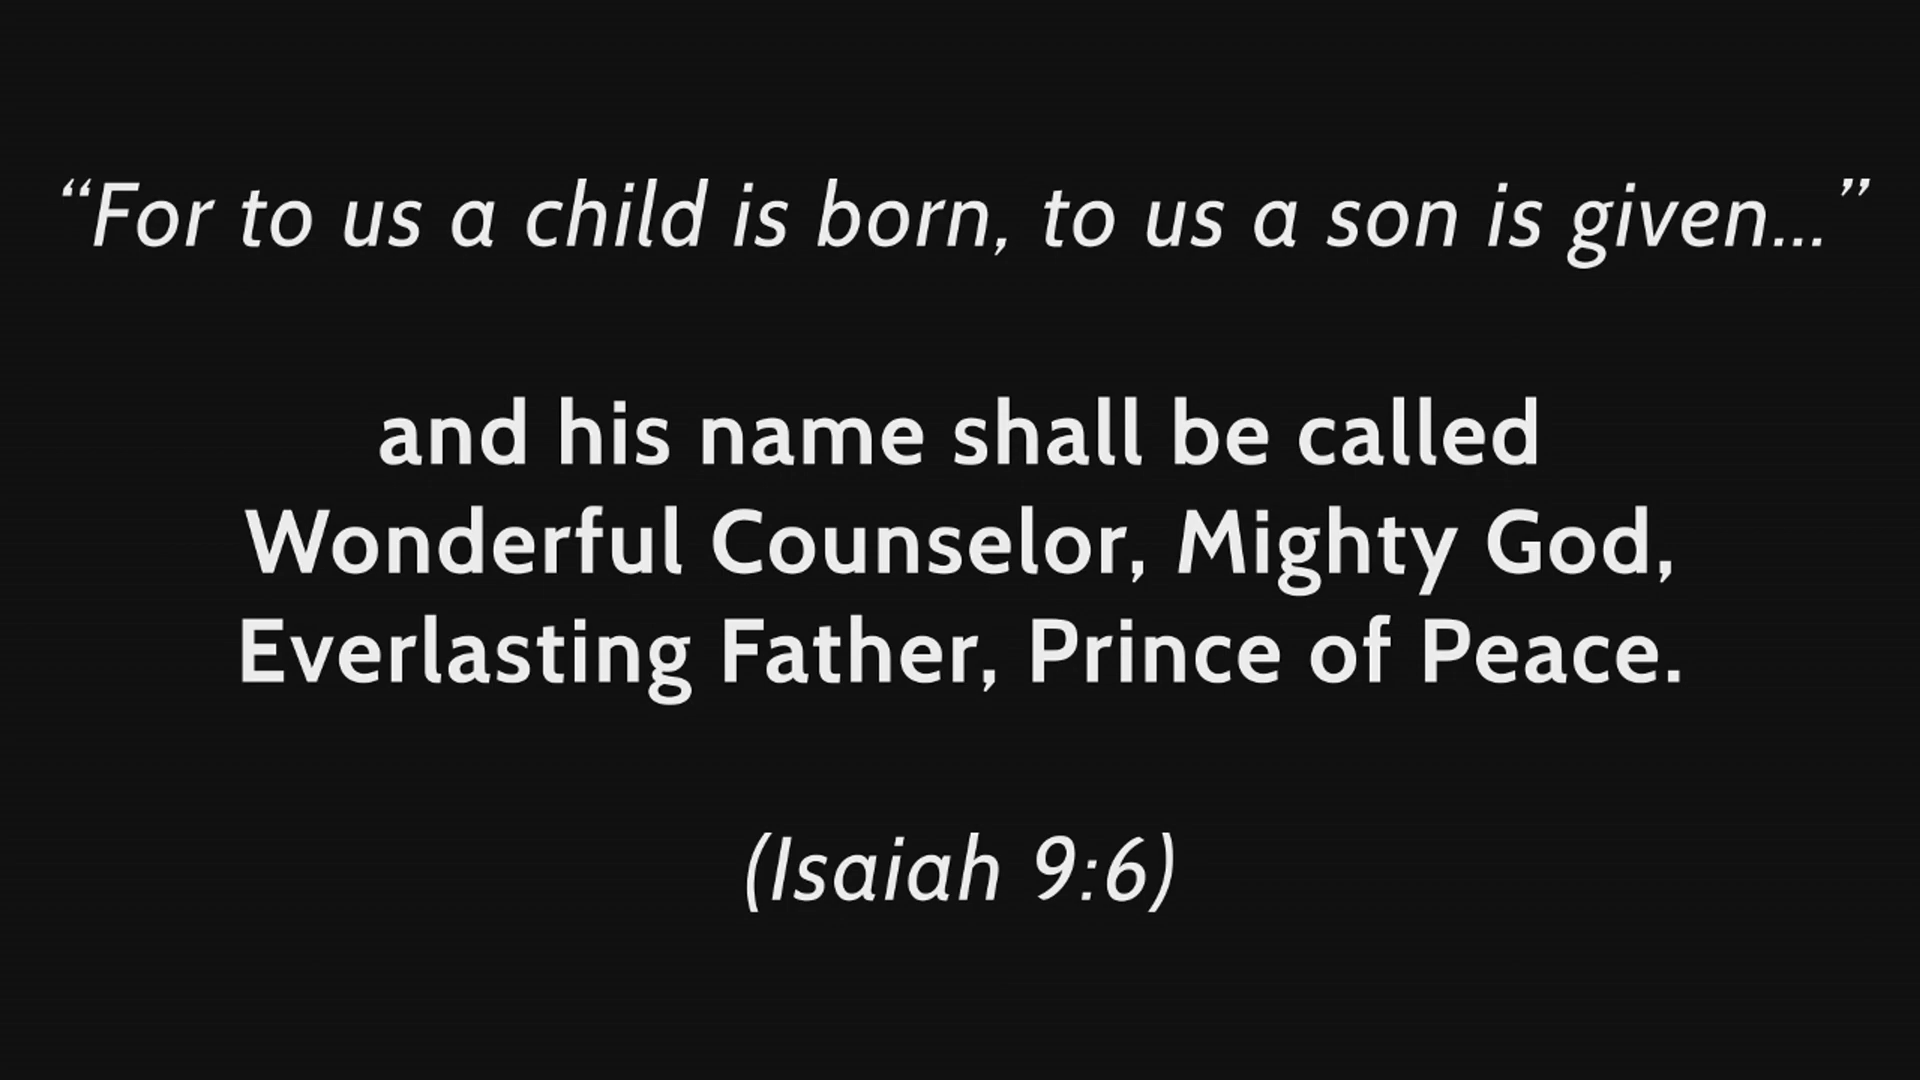 “For to us a child is born, to us a son is given...”
and his name shall be called
Wonderful Counselor, Mighty God,
Everlasting Father, Prince of Peace.
(Isaiah 9:6)